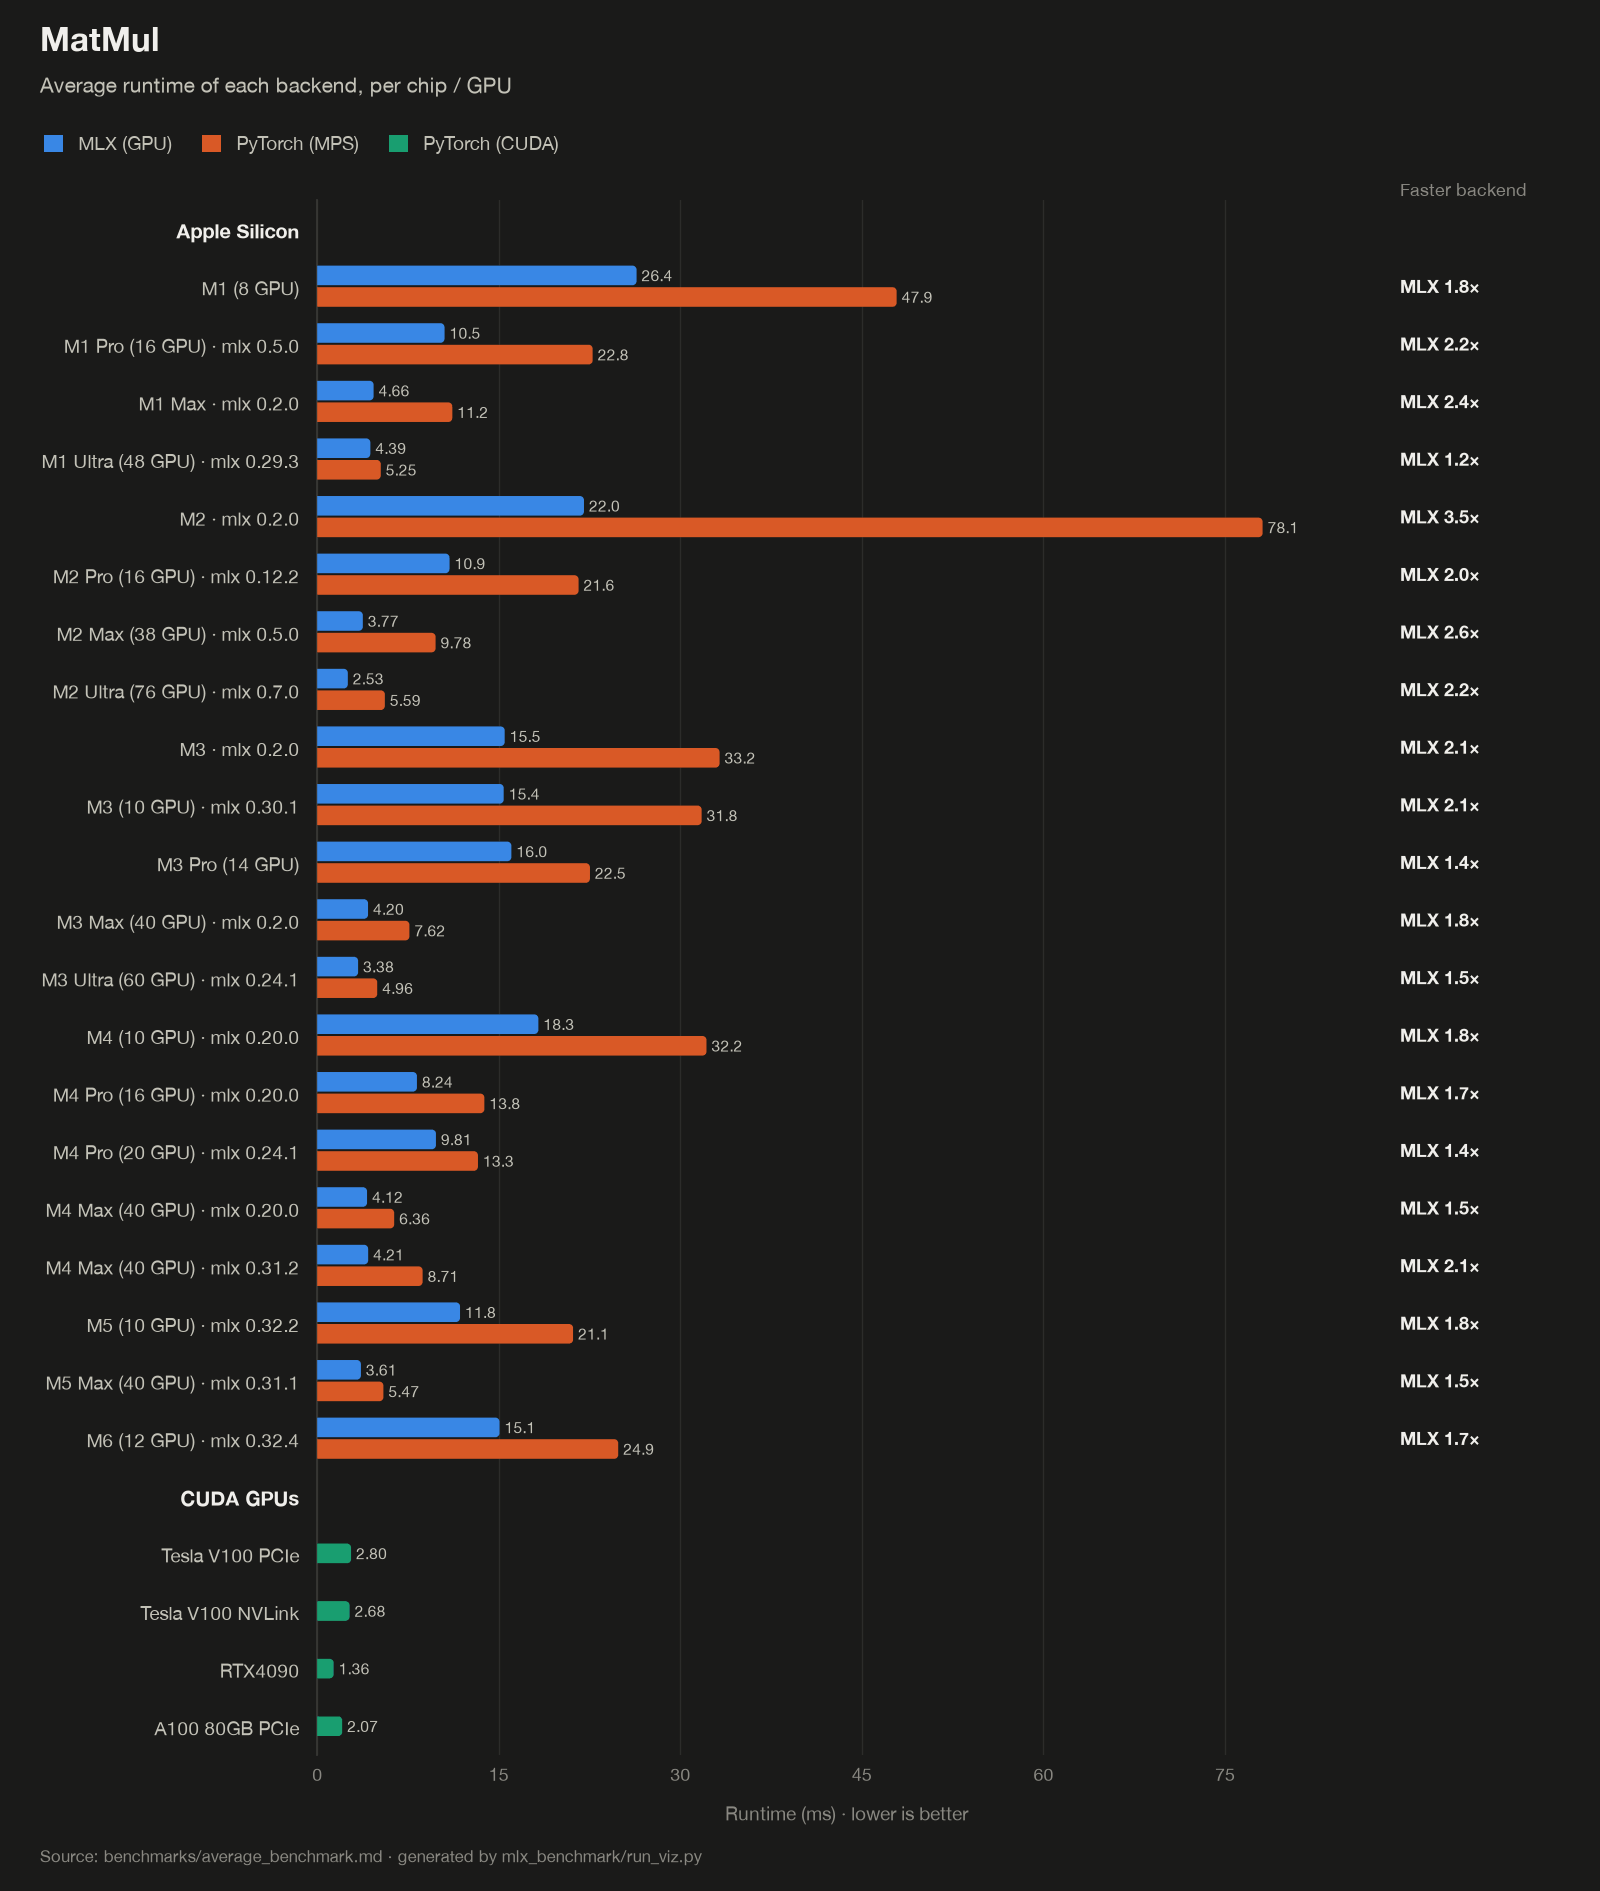 MatMul
Average runtime of each backend, per chip / GPU
MLX (GPU) PyTorch (MPS) PyTorch (CUDA)
Faster backend
Apple Silicon
M1 (8 GPU) 26.4 47.9 MLX 1.8×
M1 Pro (16 GPU) · mlx 0.5.0 10.5 22.8 MLX 2.2×
M1 Max · mlx 0.2.0 4.66 11.2 MLX 2.4×
M1 Ultra (48 GPU) · mlx 0.29.3 4.39 5.25 MLX 1.2×
M2 · mlx 0.2.0 22.0 78.1 MLX 3.5×
M2 Pro (16 GPU) · mlx 0.12.2 10.9 21.6 MLX 2.0×
M2 Max (38 GPU) · mlx 0.5.0 3.77 9.78 MLX 2.6×
M2 Ultra (76 GPU) · mlx 0.7.0 2.53 5.59 MLX 2.2×
M3 · mlx 0.2.0 15.5 33.2 MLX 2.1×
M3 (10 GPU) · mlx 0.30.1 15.4 31.8 MLX 2.1×
M3 Pro (14 GPU) 16.0 22.5 MLX 1.4×
M3 Max (40 GPU) · mlx 0.2.0 4.20 7.62 MLX 1.8×
M3 Ultra (60 GPU) · mlx 0.24.1 3.38 4.96 MLX 1.5×
M4 (10 GPU) · mlx 0.20.0 18.3 32.2 MLX 1.8×
M4 Pro (16 GPU) · mlx 0.20.0 8.24 13.8 MLX 1.7×
M4 Pro (20 GPU) · mlx 0.24.1 9.81 13.3 MLX 1.4×
M4 Max (40 GPU) · mlx 0.20.0 4.12 6.36 MLX 1.5×
M4 Max (40 GPU) · mlx 0.31.2 4.21 8.71 MLX 2.1×
M5 (10 GPU) · mlx 0.32.2 11.8 21.1 MLX 1.8×
M5 Max (40 GPU) · mlx 0.31.1 3.61 5.47 MLX 1.5×
M6 (12 GPU) · mlx 0.32.4 15.1 24.9 MLX 1.7×
CUDA GPUs
Tesla V100 PCIe 2.80
Tesla V100 NVLink 2.68
RTX4090 1.36
A100 80GB PCIe 2.07
0 15 30 45 60 75
Runtime (ms) · lower is better
Source: benchmarks/average_benchmark.md · generated by mlx_benchmark/run_viz.py